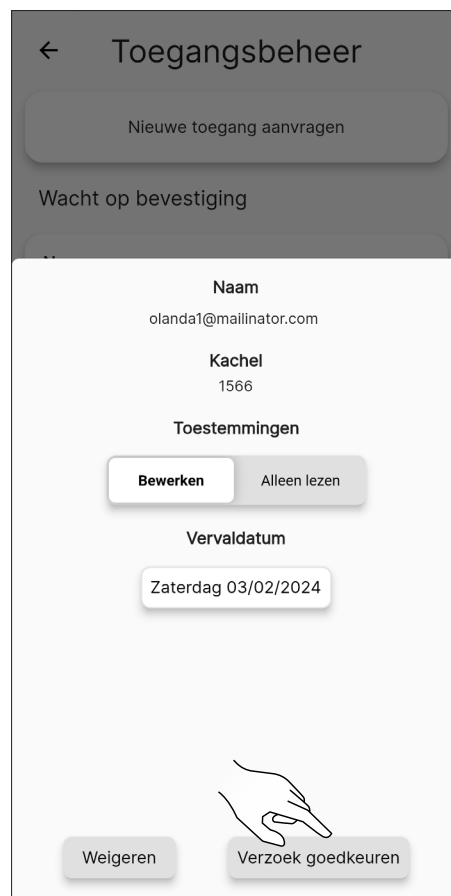 Toegangsbeheer
Nieuwe toegang aanvragen
Wacht op bevestiging
Naam
olanda1@mailinator.com
Kachel
1566
Toestemmingen
Bewerken Alleen lezen
Vervaldatum
Zaterdag 03/02/2024
Weigeren Verzoek goedkeuren